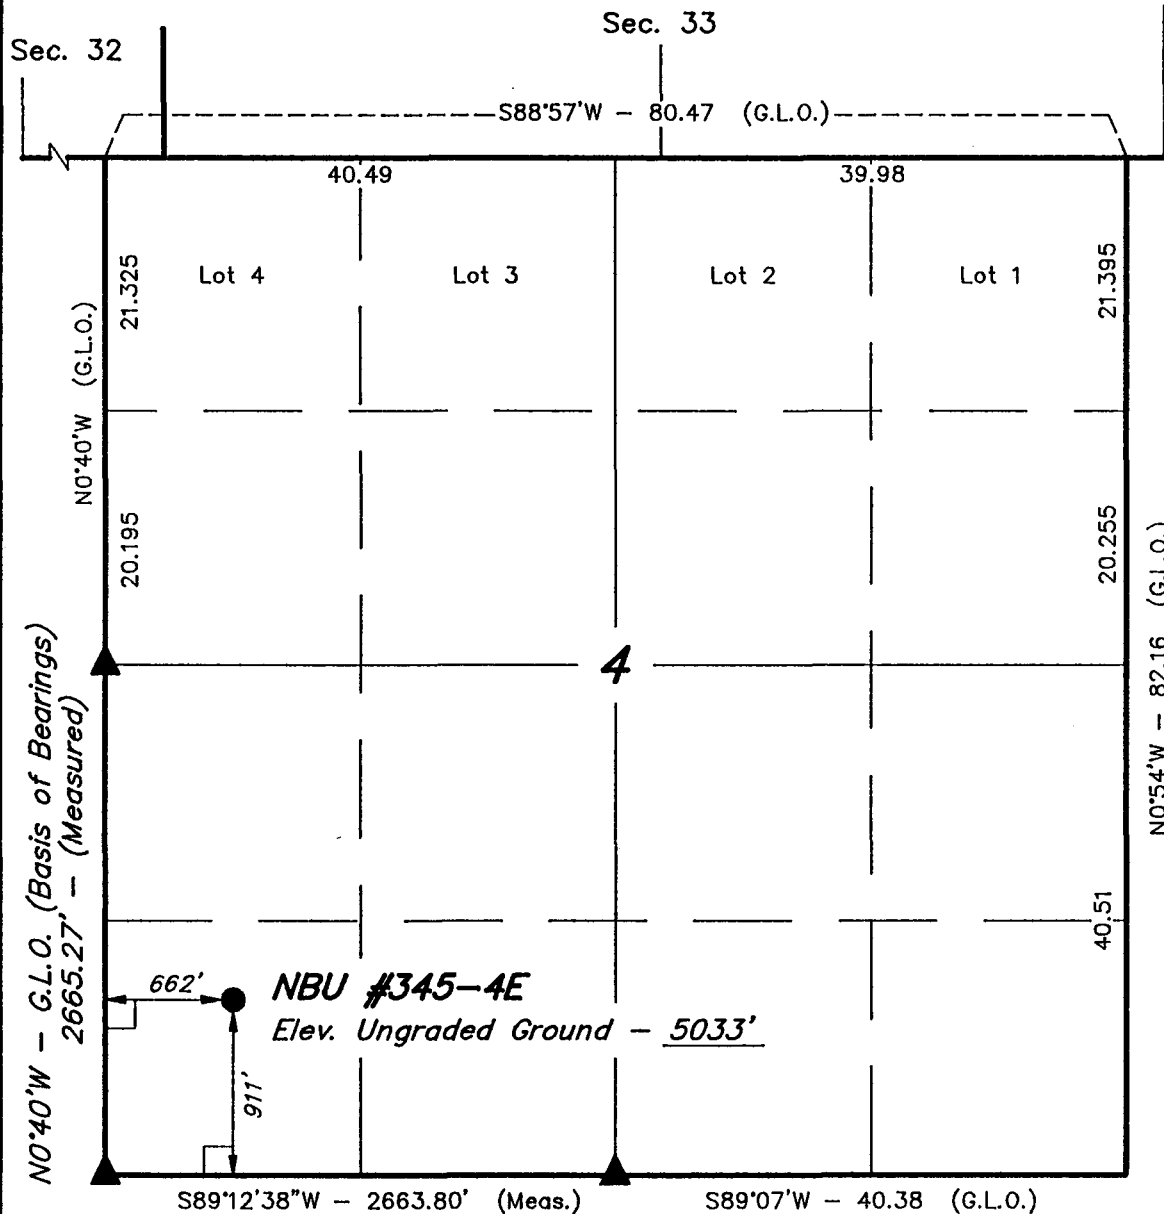 Sec. 33
Sec. 32
S88°57'W - 80.47 (G.L.O.)
40.49
39.98
21.325
Lot 4
Lot 3
Lot 2
Lot 1
21.395
N0°40'W (G.L.O.)
20.195
20.255
N0°54'W - 82.16 (G.L.O.)
4
N0°40'W - G.L.O. (Basis of Bearings)
2665.27' - (Measured)
40.51
662'
NBU #345-4E
Elev. Ungraded Ground - 5033'
911'
S89°12'38"W - 2663.80' (Meas.)
S89°07'W - 40.38 (G.L.O.)